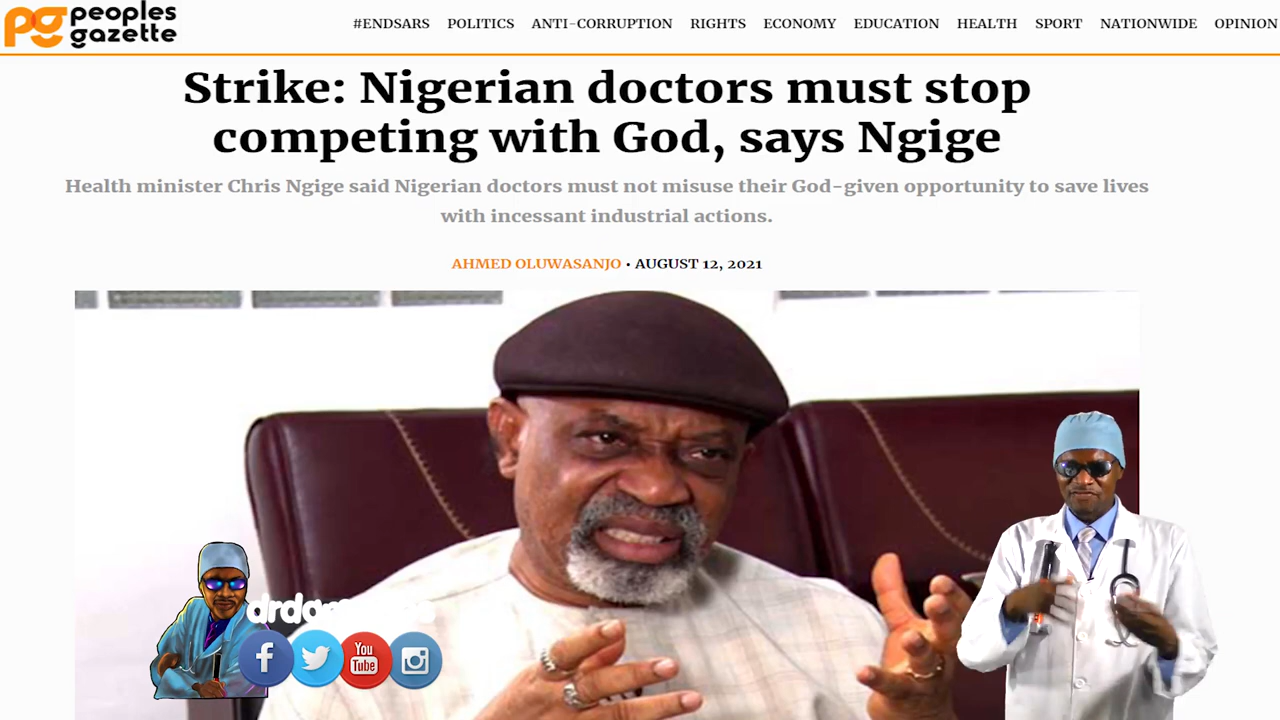 peoples
gazette
pg
#ENDSARS POLITICS ANTI-CORRUPTION RIGHTS ECONOMY EDUCATION HEALTH SPORT NATIONWIDE OPINION
Strike: Nigerian doctors must stop
competing with God, says Ngige
Health minister Chris Ngige said Nigerian doctors must not misuse their God-given opportunity to save lives
with incessant industrial actions.
AHMED OLUWASANJO • AUGUST 12, 2021
f
You
Tube